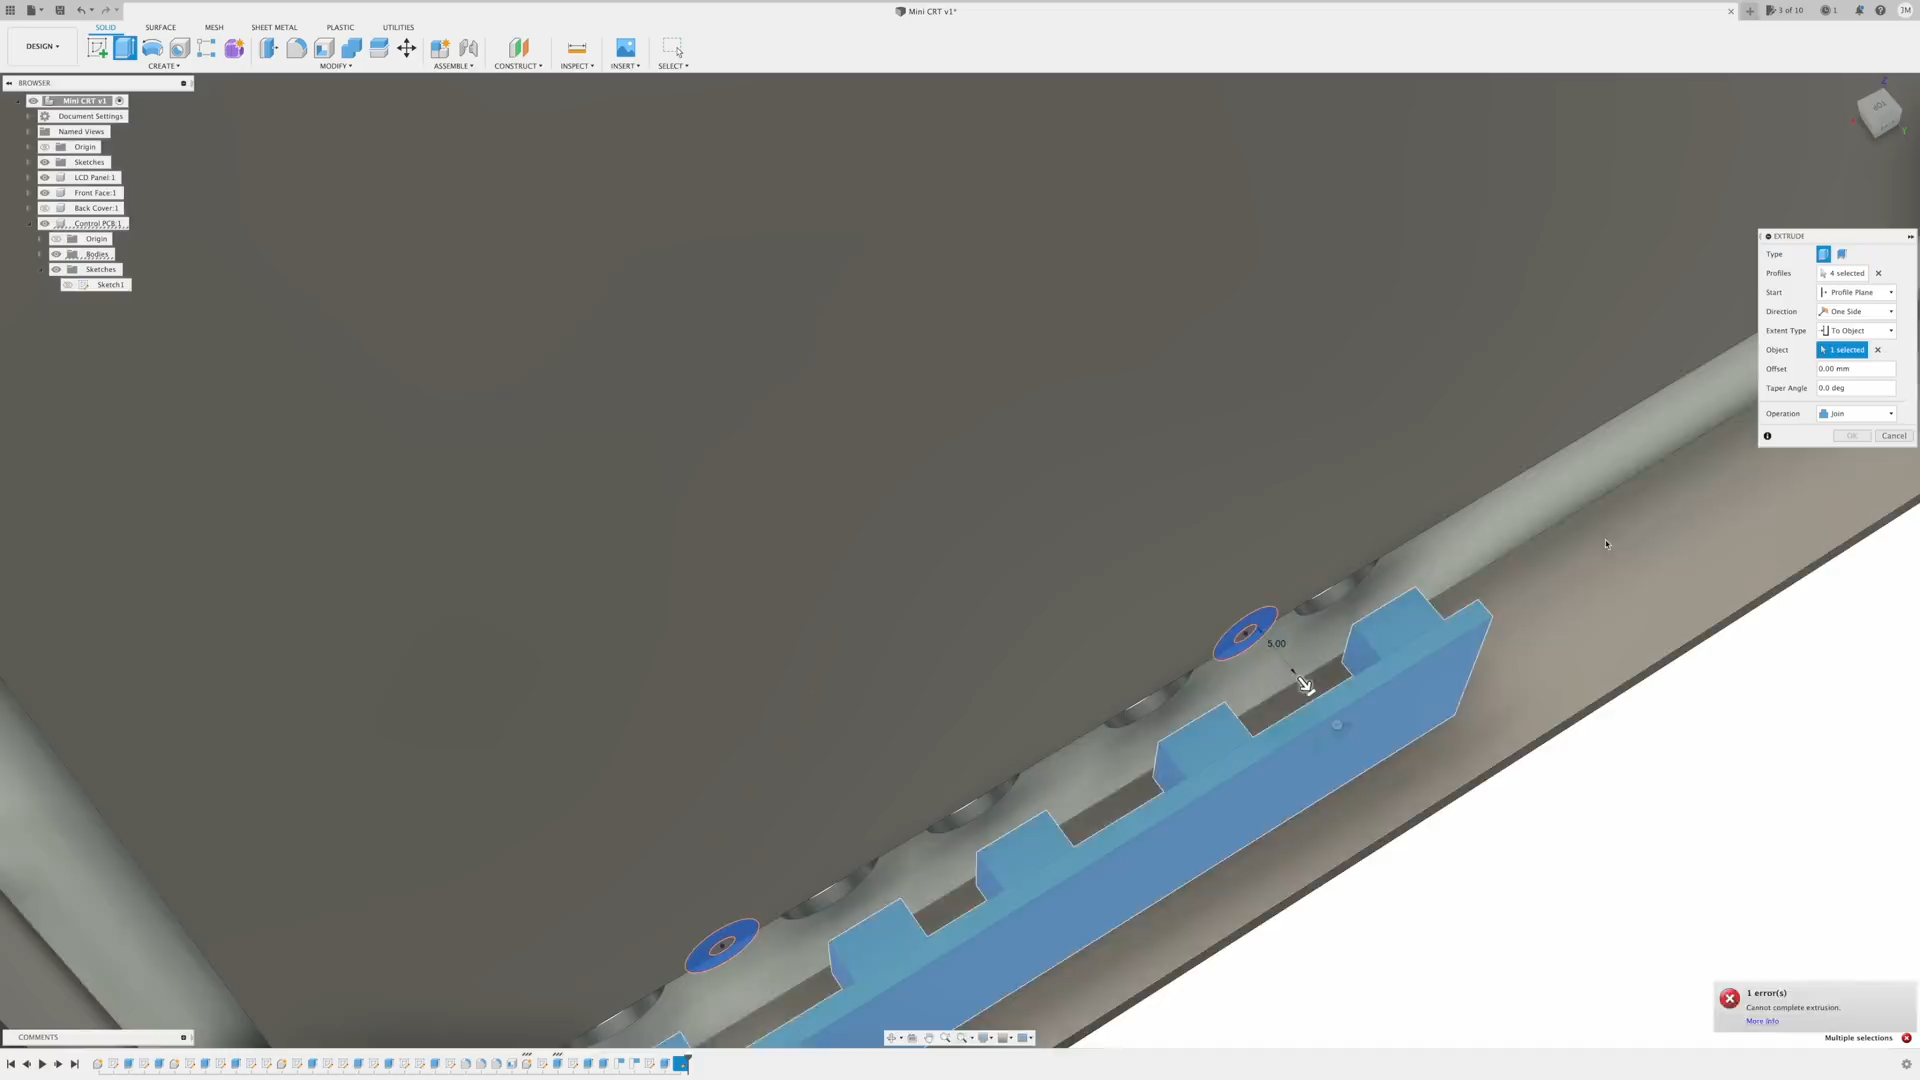 Mini CRT v1*
3 of 10
1
JM
DESIGN
SOLID
SURFACE
MESH
SHEET METAL
PLASTIC
UTILITIES
CREATE
MODIFY
ASSEMBLE
CONSTRUCT
INSPECT
INSERT
SELECT
BROWSER
Mini CRT v1
Document Settings
Named Views
Origin
Sketches
LCD Panel:1
Front Face:1
Back Cover:1
Control PCB:1
Origin
Bodies
Sketches
Sketch1
Z
TOP
X
Y
EXTRUDE
Type
Profiles 4 selected
Start Profile Plane
Direction One Side
Extent Type To Object
Object 1 selected
Offset 0.00 mm
Taper Angle 0.0 deg
Operation Join
OK Cancel
5.00
1 error(s)
Cannot complete extrusion.
More Info
Multiple selections
COMMENTS